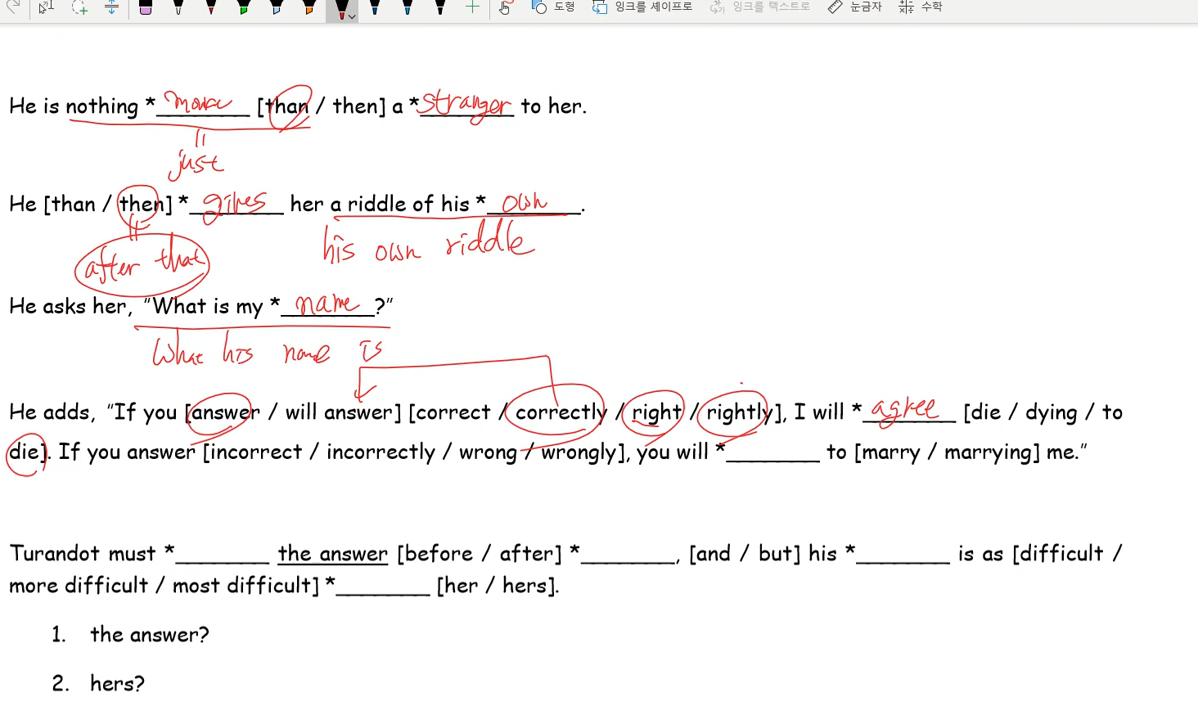 도형 잉크를 셰이프로 잉크를 텍스트로 눈금자 수학
He is nothing * more [than / then] a * stranger to her.
just
He [than / then] * gives her a riddle of his * own.
after that his own riddle
He asks her, "What is my * name?"
What his name is
He adds, "If you [answer / will answer] [correct / correctly / right / rightly], I will * agree [die / dying / to
die]. If you answer [incorrect / incorrectly / wrong / wrongly], you will *_________ to [marry / marrying] me."
Turandot must *_________ the answer [before / after] *_________, [and / but] his *_________ is as [difficult /
more difficult / most difficult] *_________ [her / hers].
1. the answer?
2. hers?